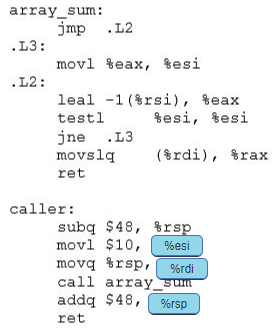 array_sum:
jmp .L2
.L3:
movl %eax, %esi
.L2:
leal -1(%rsi), %eax
testl %esi, %esi
jne .L3
movslq (%rdi), %rax
ret
caller:
subq $48, %rsp
movl $10, %esi
movq %rsp, %rdi
call array_sum
addq $48, %rsp
ret